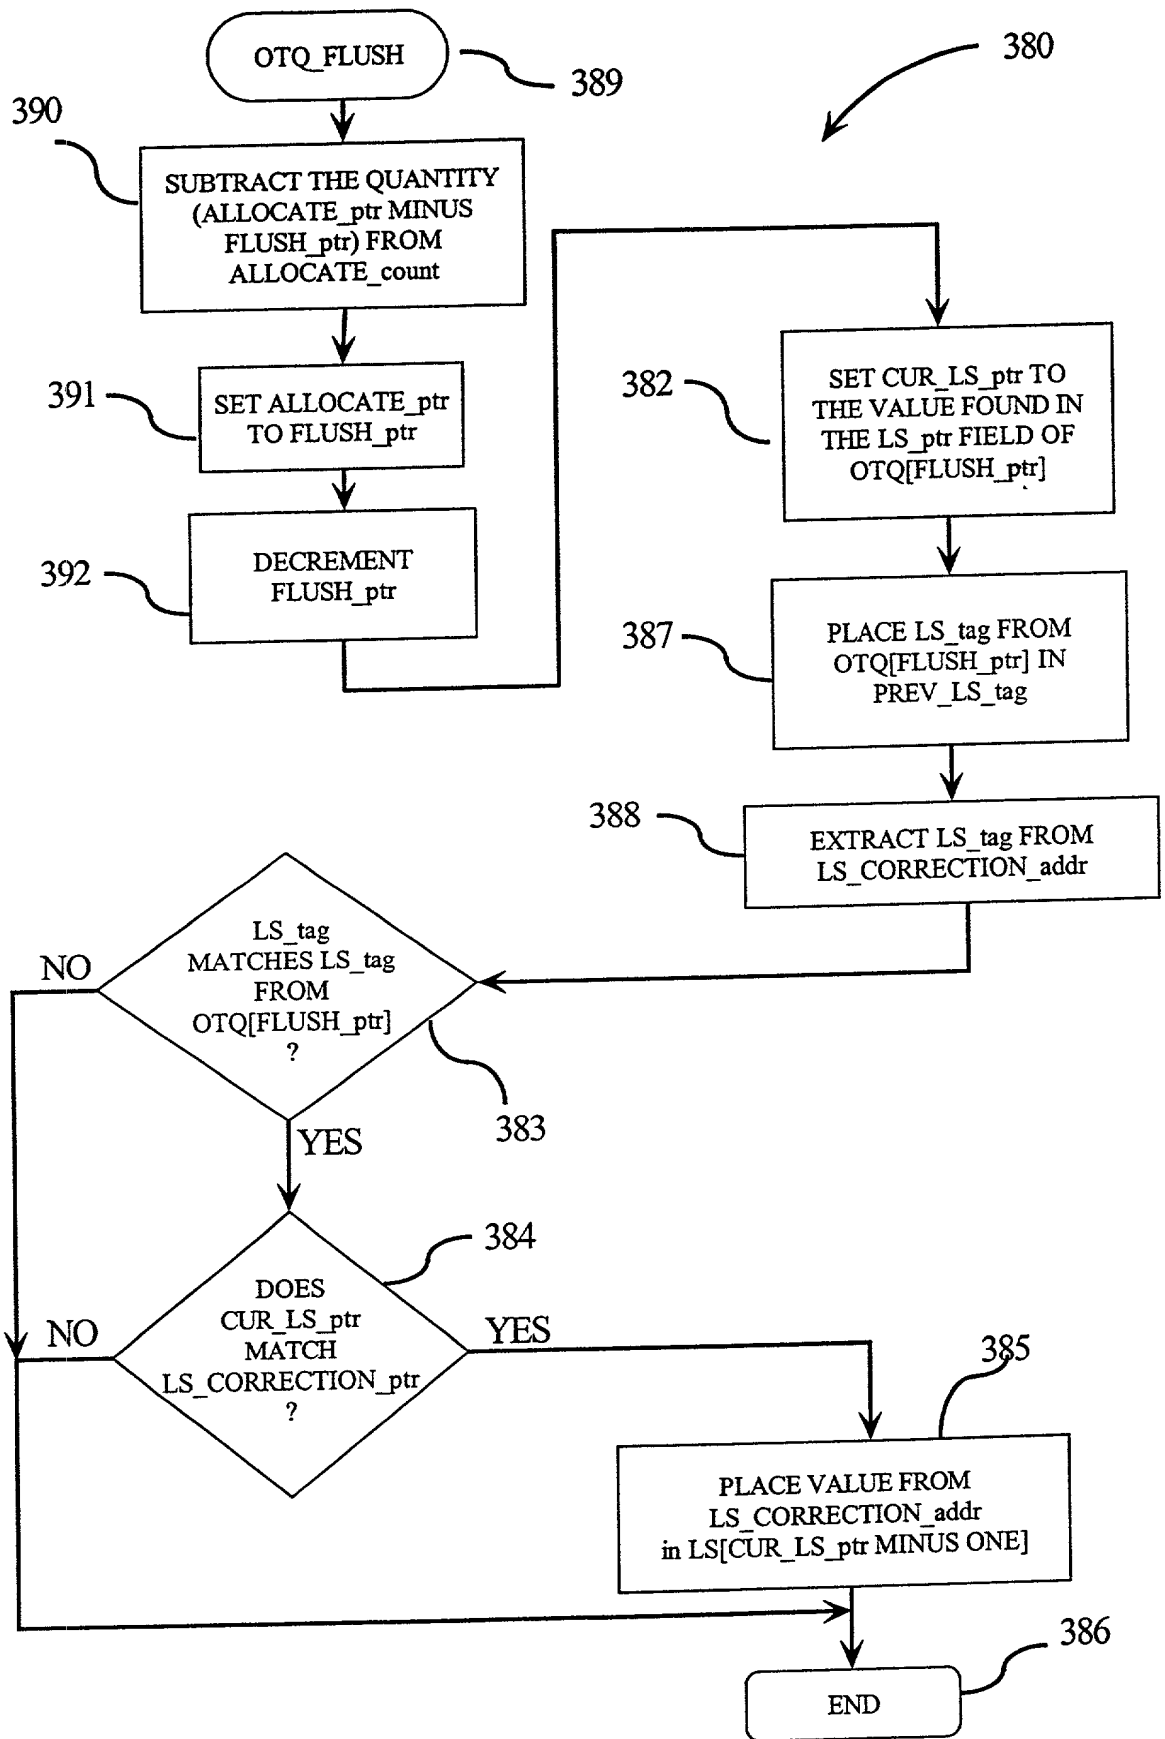 OTQ_FLUSH
389
380
390
SUBTRACT THE QUANTITY
(ALLOCATE_ptr MINUS
FLUSH_ptr) FROM
ALLOCATE_count
391
SET ALLOCATE_ptr
TO FLUSH_ptr
392
DECREMENT
FLUSH_ptr
382
SET CUR_LS_ptr TO
THE VALUE FOUND IN
THE LS_ptr FIELD OF
OTQ[FLUSH_ptr]
387
PLACE LS_tag FROM
OTQ[FLUSH_ptr] IN
PREV_LS_tag
388
EXTRACT LS_tag FROM
LS_CORRECTION_addr
LS_tag
MATCHES LS_tag
FROM
OTQ[FLUSH_ptr]
?
NO
383
YES
384
DOES
CUR_LS_ptr
MATCH
LS_CORRECTION_ptr
?
NO
YES
385
PLACE VALUE FROM
LS_CORRECTION_addr
in LS[CUR_LS_ptr MINUS ONE]
386
END